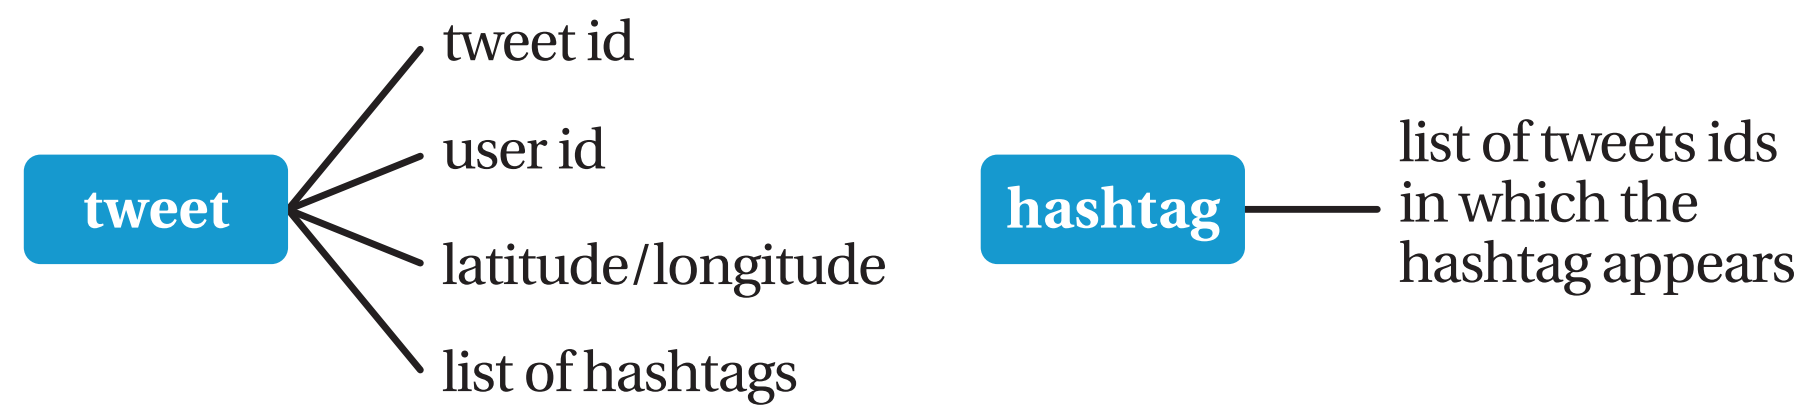 tweet
tweet id
user id
latitude/longitude
list of hashtags
hashtag
list of tweets ids
in which the
hashtag appears